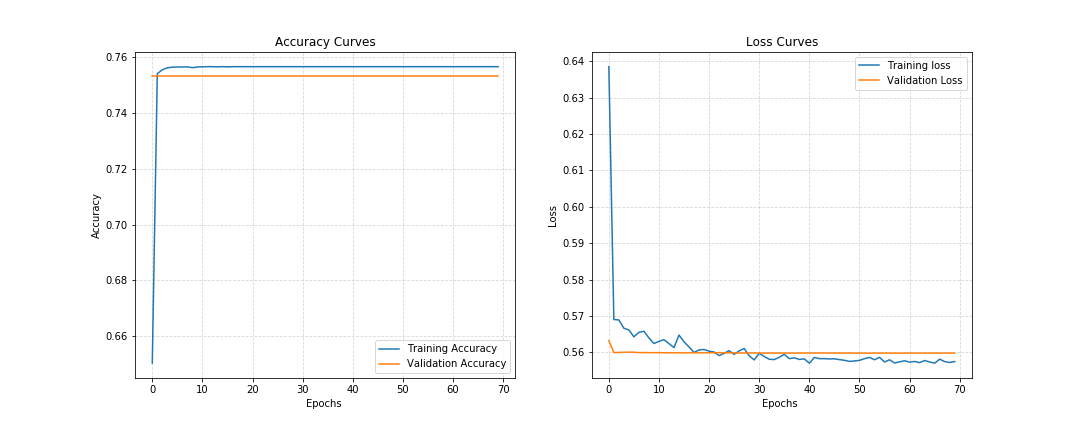 Accuracy Curves
0.76
0.74
0.72
0.70
0.68
0.66
Accuracy
0 10 20 30 40 50 60 70
Epochs
Training Accuracy
Validation Accuracy
Loss Curves
0.64
0.63
0.62
0.61
0.60
0.59
0.58
0.57
0.56
Loss
0 10 20 30 40 50 60 70
Epochs
Training loss
Validation Loss